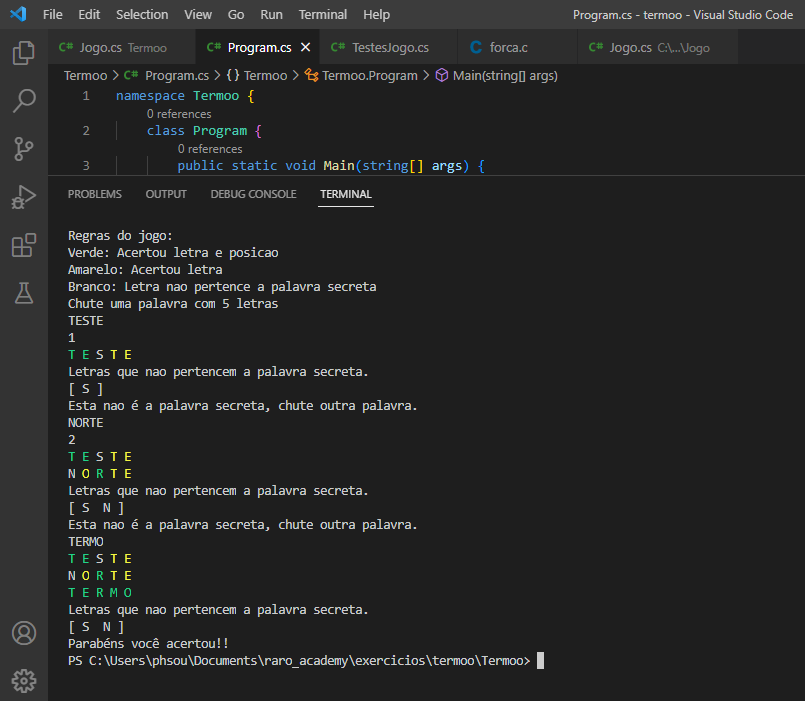 File Edit Selection View Go Run Terminal Help Program.cs - termoo - Visual Studio Code
C# Jogo.cs Termoo C# Program.cs C# TestesJogo.cs C forca.c C# Jogo.cs C:\...\Jogo
Termoo > C# Program.cs > {} Termoo > Termoo.Program > Main(string[] args)
1 namespace Termoo {
0 references
2 class Program {
0 references
3 public static void Main(string[] args) {
PROBLEMS OUTPUT DEBUG CONSOLE TERMINAL
Regras do jogo:
Verde: Acertou letra e posicao
Amarelo: Acertou letra
Branco: Letra nao pertence a palavra secreta
Chute uma palavra com 5 letras
TESTE
1
T E S T E
Letras que nao pertencem a palavra secreta.
[ S ]
Esta nao é a palavra secreta, chute outra palavra.
NORTE
2
T E S T E
N O R T E
Letras que nao pertencem a palavra secreta.
[ S  N ]
Esta nao é a palavra secreta, chute outra palavra.
TERMO
T E S T E
N O R T E
T E R M O
Letras que nao pertencem a palavra secreta.
[ S  N ]
Parabéns você acertou!!
PS C:\Users\phsou\Documents\raro_academy\exercicios\termoo\Termoo>